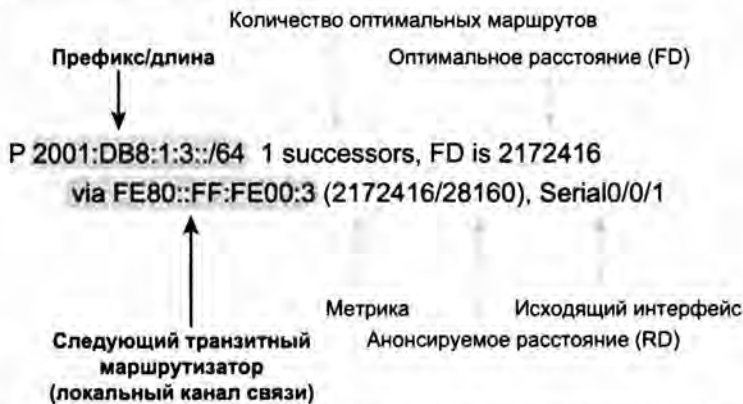 Количество оптимальных маршрутов
Префикс/длина
Оптимальное расстояние (FD)
P 2001:DB8:1:3::/64 1 successors, FD is 2172416
via FE80::FF:FE00:3 (2172416/28160), Serial0/0/1
Метрика
Исходящий интерфейс
Следующий транзитный
Анонсируемое расстояние (RD)
маршрутизатор
(локальный канал связи)